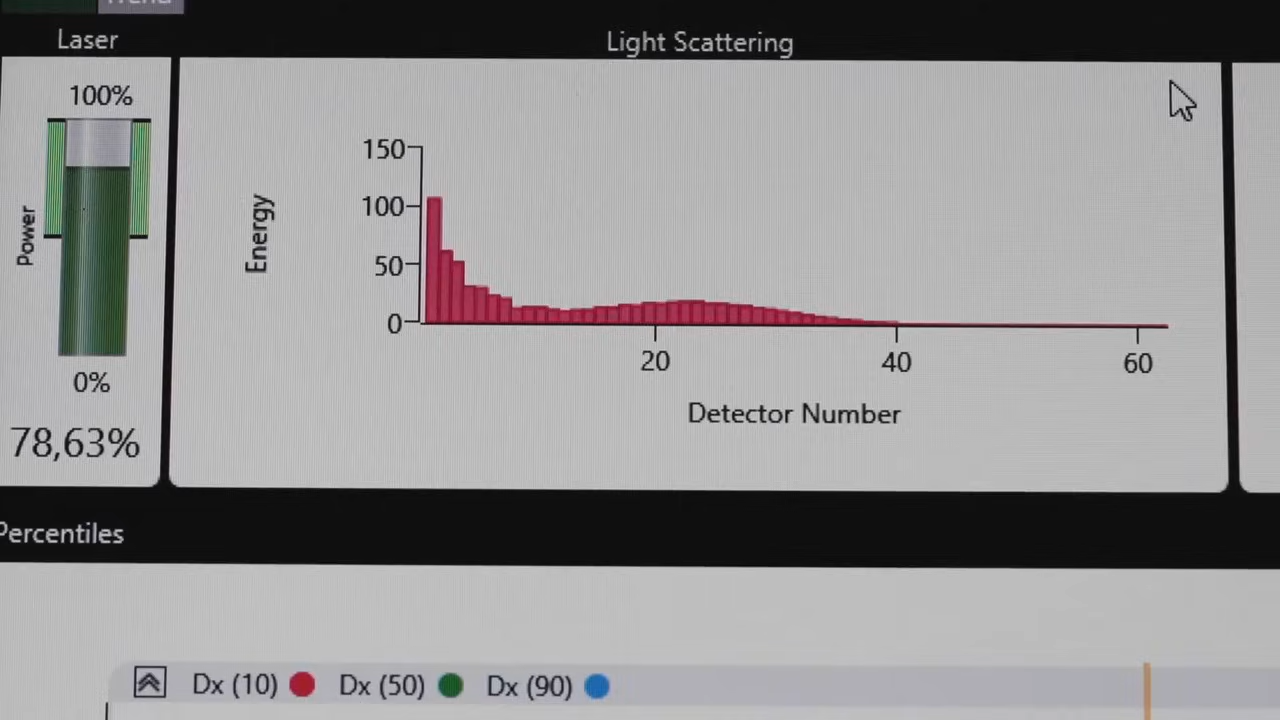 Trend
Laser
Light Scattering
100%
Power
0%
78,63%
150
100
50
0
Energy
20
40
60
Detector Number
Percentiles
Dx (10)
Dx (50)
Dx (90)